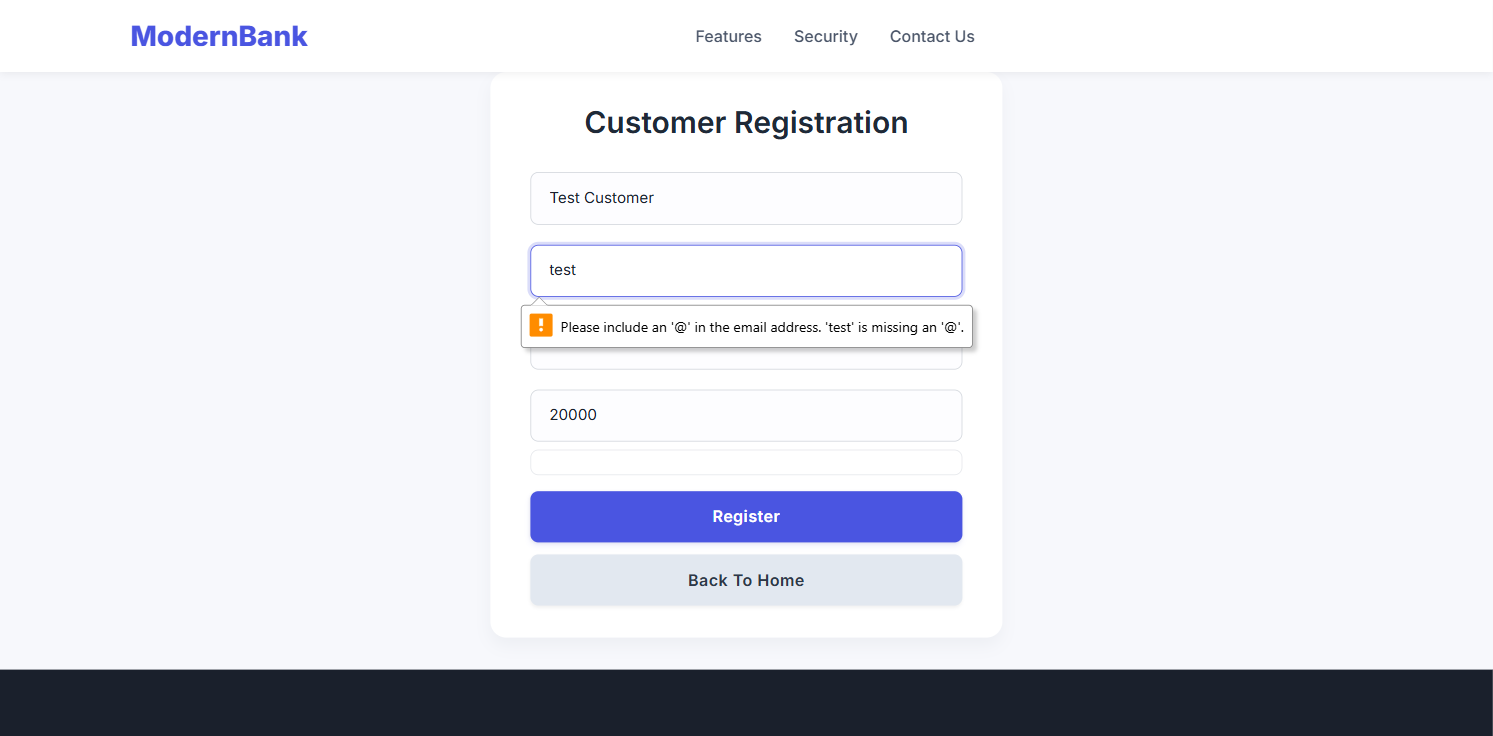 ModernBank
Features
Security
Contact Us
Customer Registration
Test Customer
test
Please include an '@' in the email address. 'test' is missing an '@'.
20000
Register
Back To Home